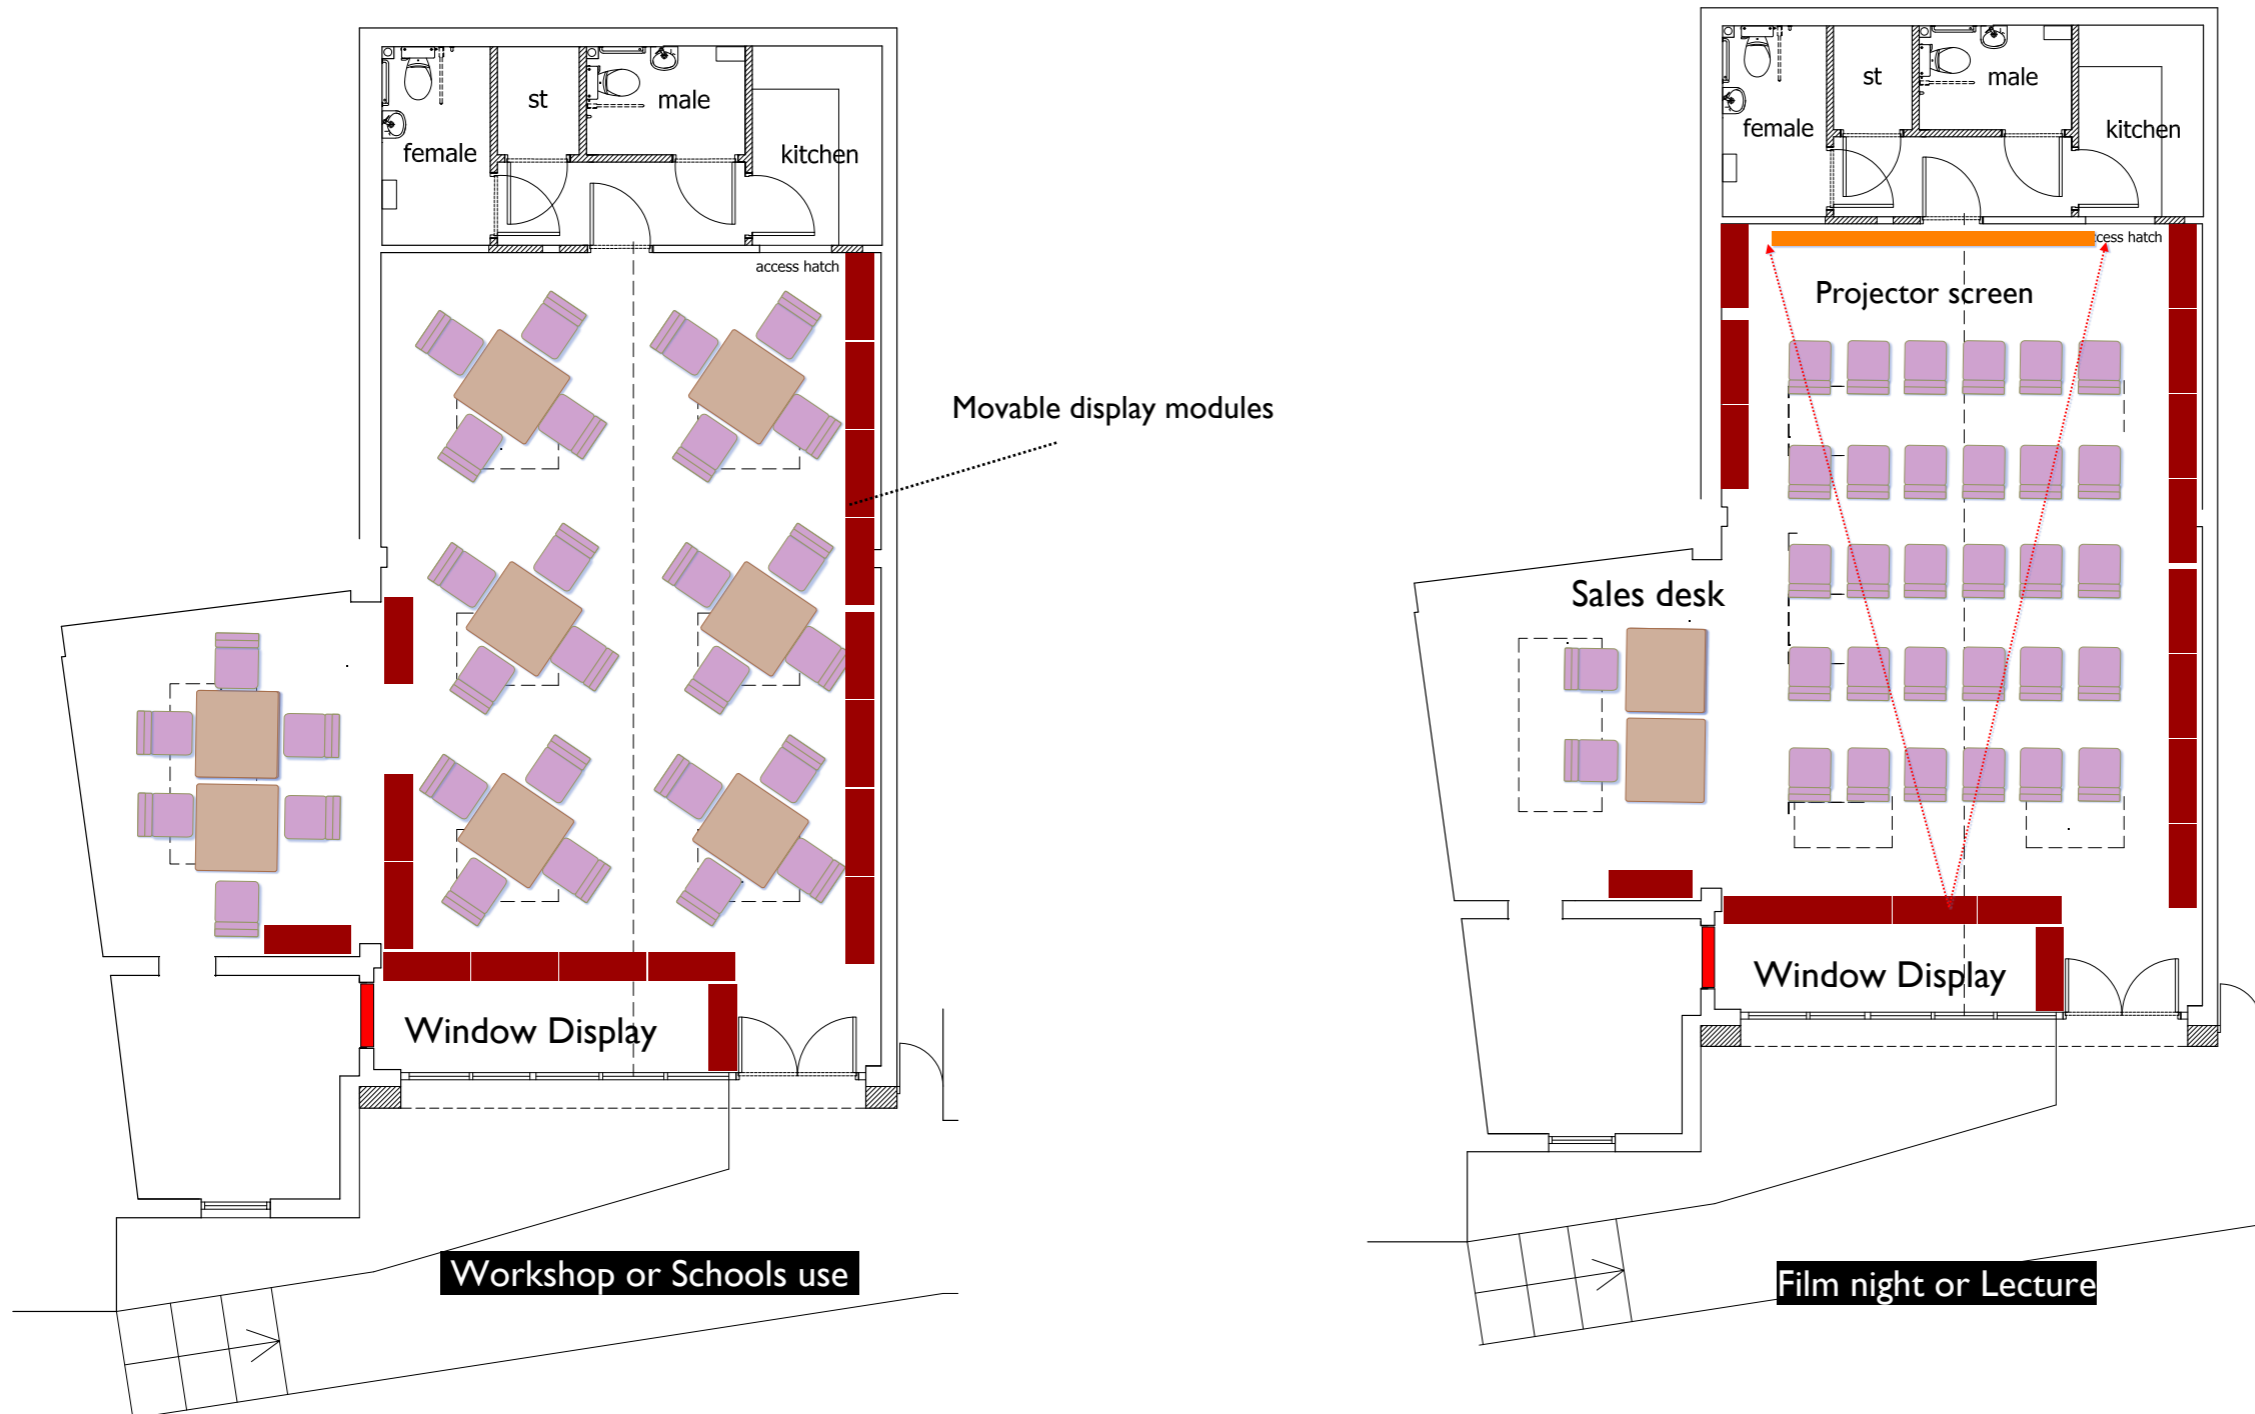 st
male
female
kitchen
access hatch
Movable display modules
Window Display
Workshop or Schools use
st
male
female
kitchen
cess hatch
Projector screen
Sales desk
Window Display
Film night or Lecture